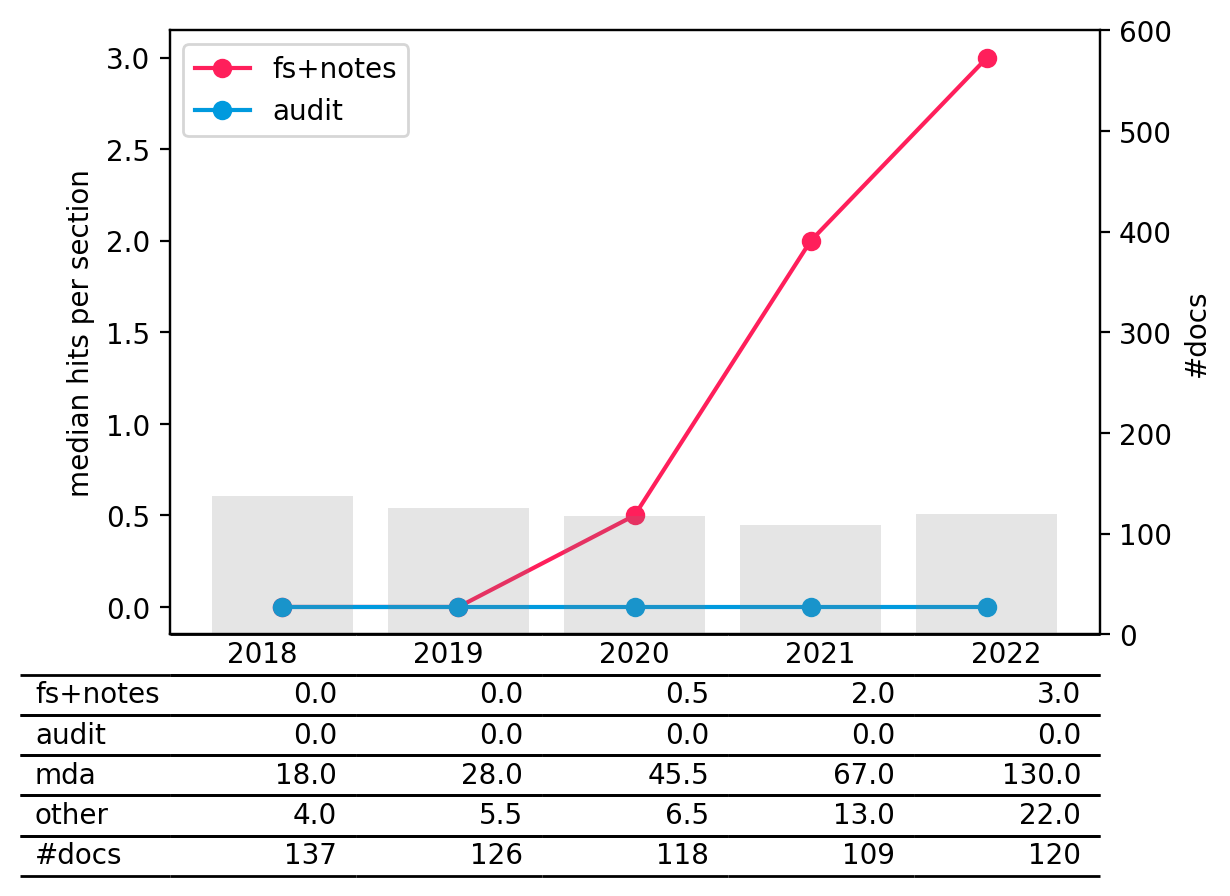 fs+notes
audit
3.0
2.5
2.0
1.5
1.0
0.5
0.0
median hits per section
600
500
400
300
200
100
0
#docs
2018 2019 2020 2021 2022
fs+notes 0.0 0.0 0.5 2.0 3.0
audit 0.0 0.0 0.0 0.0 0.0
mda 18.0 28.0 45.5 67.0 130.0
other 4.0 5.5 6.5 13.0 22.0
#docs 137 126 118 109 120